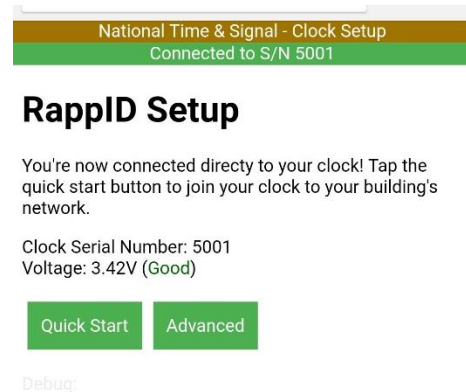 National Time & Signal - Clock Setup
Connected to S/N 5001
RappID Setup
You're now connected directy to your clock! Tap the
quick start button to join your clock to your building's
network.
Clock Serial Number: 5001
Voltage: 3.42V (Good)
Quick Start Advanced
Debug: